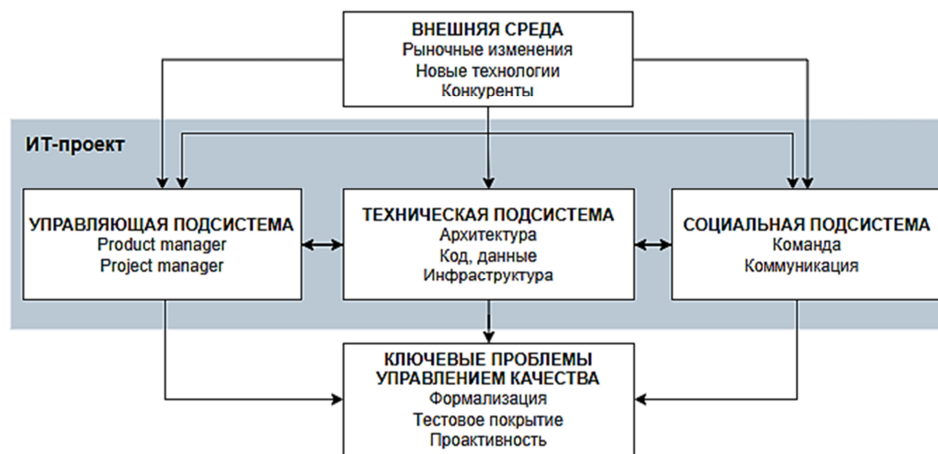 ВНЕШНЯЯ СРЕДА
Рыночные изменения
Новые технологии
Конкуренты
ИТ-проект
УПРАВЛЯЮЩАЯ ПОДСИСТЕМА
Product manager
Project manager
ТЕХНИЧЕСКАЯ ПОДСИСТЕМА
Архитектура
Код, данные
Инфраструктура
СОЦИАЛЬНАЯ ПОДСИСТЕМА
Команда
Коммуникация
КЛЮЧЕВЫЕ ПРОБЛЕМЫ
УПРАВЛЕНИЕМ КАЧЕСТВА
Формализация
Тестовое покрытие
Проактивность